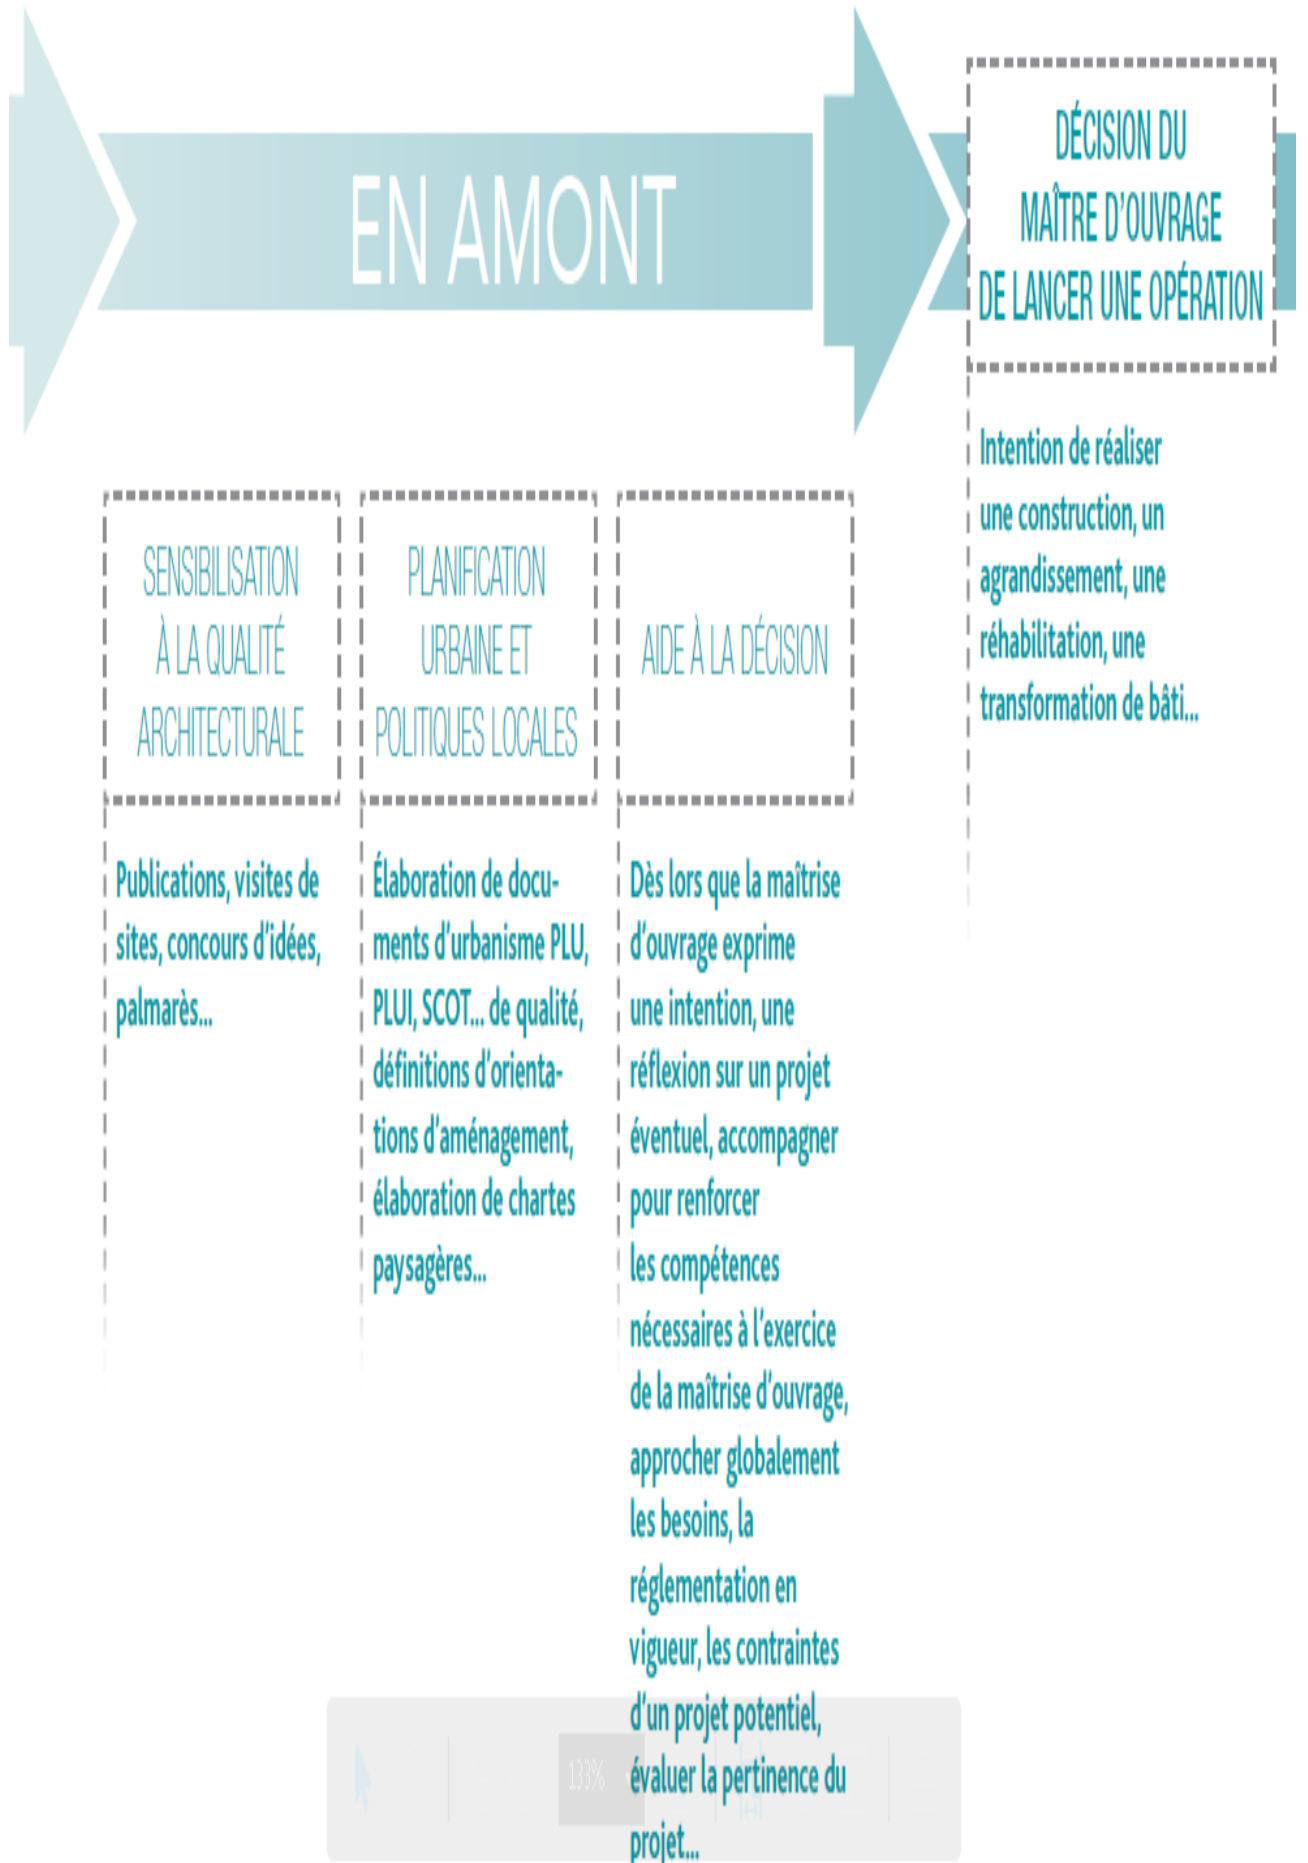 EN AMONT
DÉCISION DU
MAÎTRE D'OUVRAGE
DE LANCER UNE OPÉRATION
Intention de réaliser
une construction, un
agrandissement, une
réhabilitation, une
transformation de bâti...
SENSIBILISATION
À LA QUALITÉ
ARCHITECTURALE
Publications, visites de
sites, concours d'idées,
palmarès...
PLANIFICATION
URBAINE ET
POLITIQUES LOCALES
Élaboration de docu-
ments d'urbanisme PLU,
PLUI, SCOT... de qualité,
définitions d'orienta-
tions d'aménagement,
élaboration de chartes
paysagères...
AIDE À LA DÉCISION
Dès lors que la maîtrise
d'ouvrage exprime
une intention, une
réflexion sur un projet
éventuel, accompagner
pour renforcer
les compétences
nécessaires à l'exercice
de la maîtrise d'ouvrage,
approcher globalement
les besoins, la
réglementation en
vigueur, les contraintes
d'un projet potentiel,
évaluer la pertinence du
projet...
133%